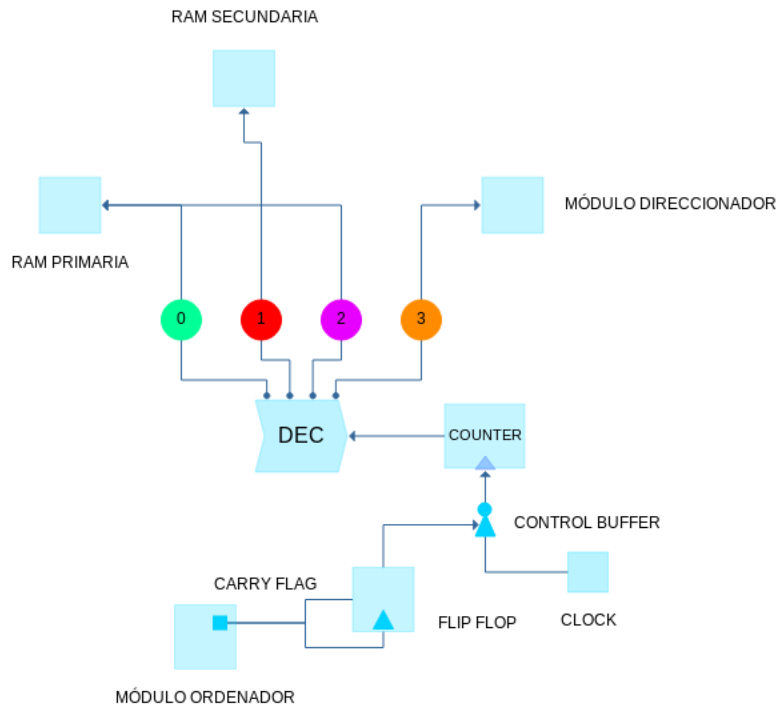 RAM SECUNDARIA
MÓDULO DIRECCIONADOR
RAM PRIMARIA
0
1
2
3
DEC
COUNTER
CONTROL BUFFER
CARRY FLAG
FLIP FLOP
CLOCK
MÓDULO ORDENADOR